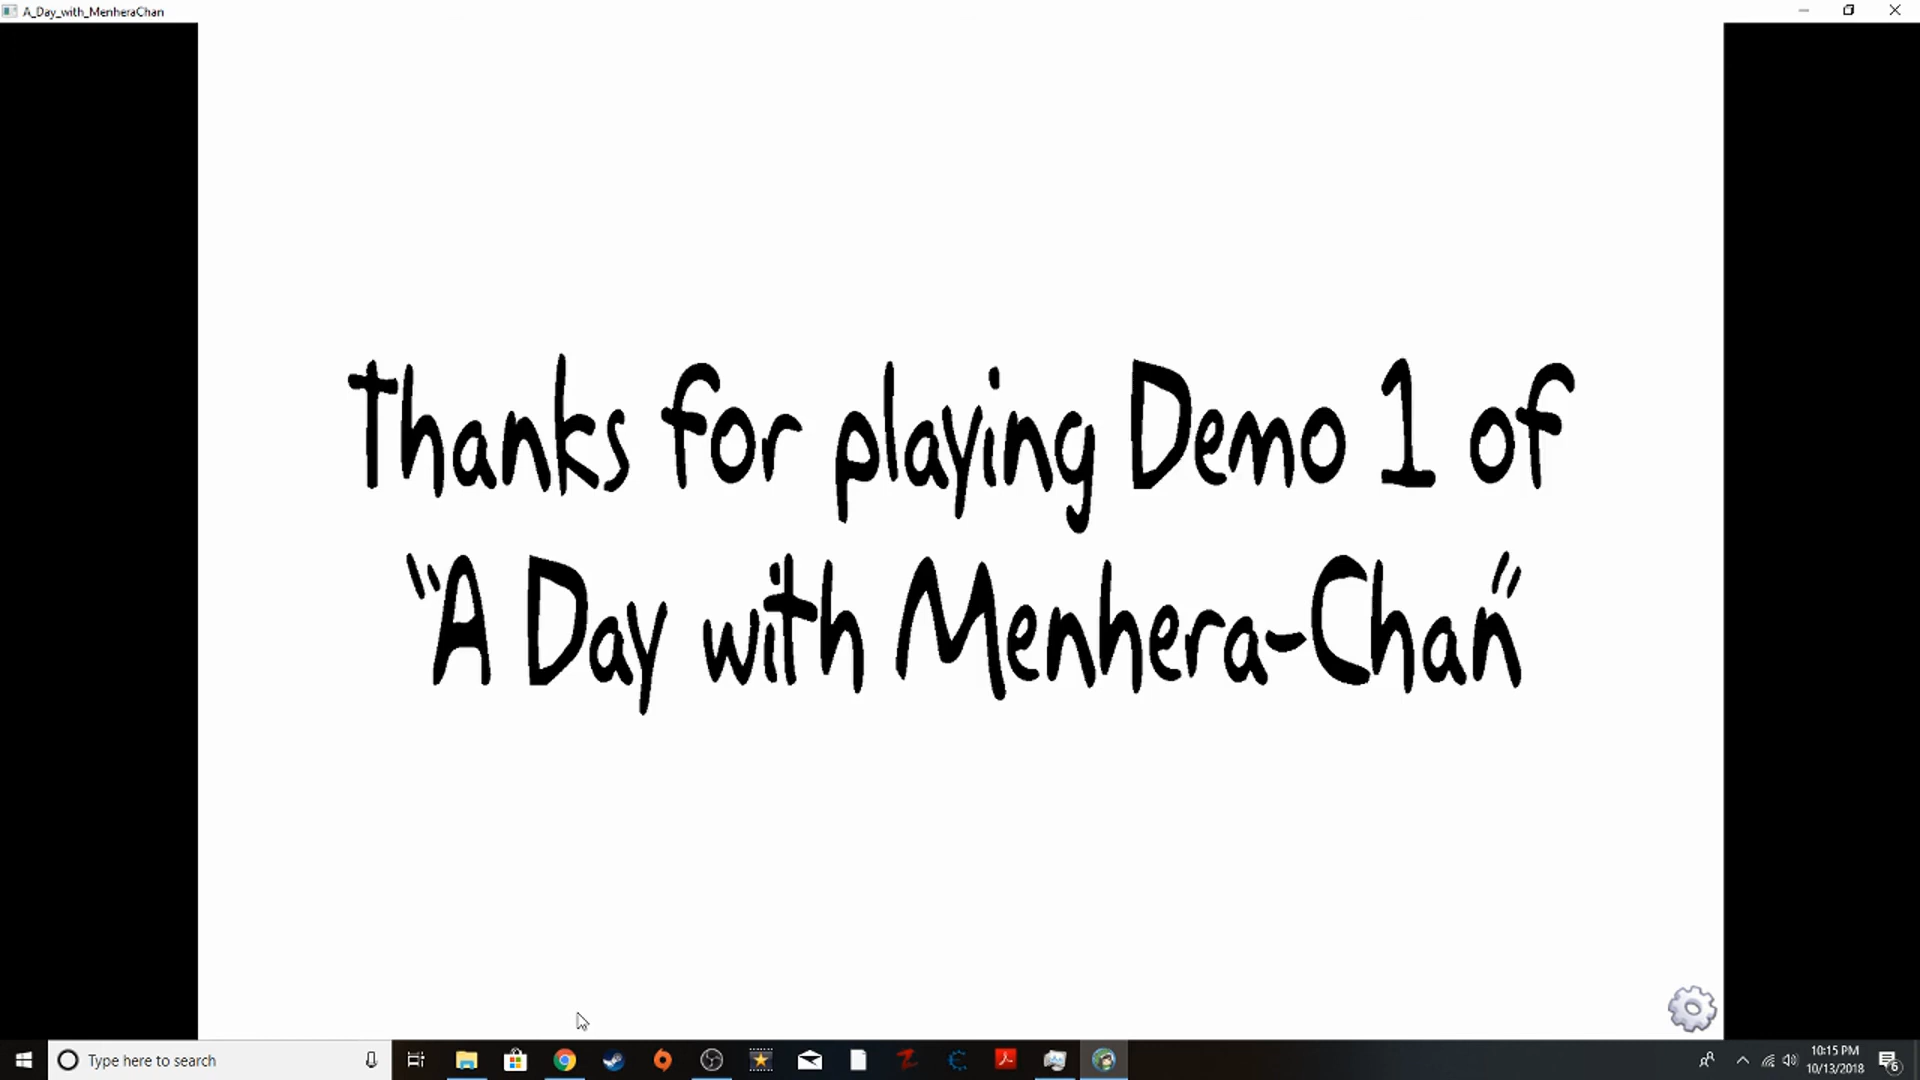 A_Day_with_MenheraChan
Thanks for playing Demo 1 of
"A Day with Menhera-Chan"
Type here to search
10:15 PM
10/13/2018
6